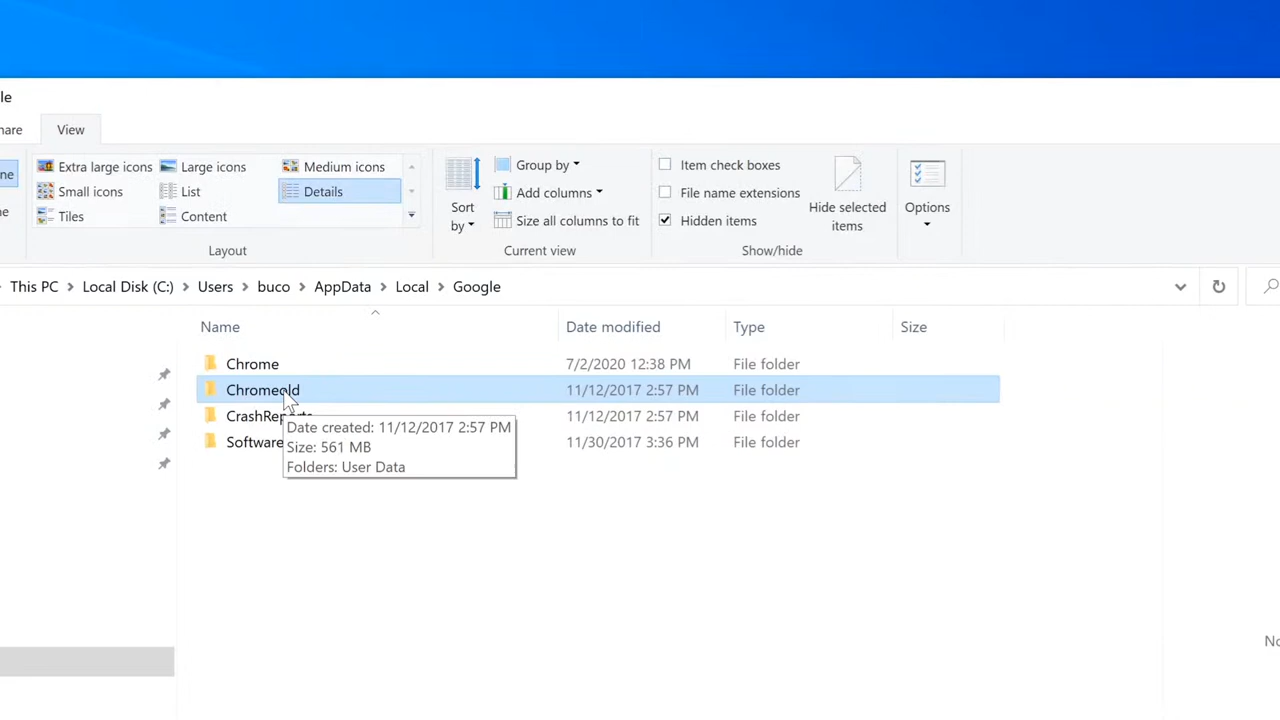 le
hare
View
ne
Extra large icons
Large icons
Medium icons
Small icons
List
Details
Tiles
Content
Layout
Sort by
Group by
Add columns
Size all columns to fit
Current view
Item check boxes
File name extensions
Hidden items
Hide selected items
Show/hide
Options
This PC > Local Disk (C:) > Users > buco > AppData > Local > Google
Name Date modified Type Size
Chrome 7/2/2020 12:38 PM File folder
Chromeold 11/12/2017 2:57 PM File folder
CrashReports 11/12/2017 2:57 PM File folder
Software 11/30/2017 3:36 PM File folder
Date created: 11/12/2017 2:57 PM
Size: 561 MB
Folders: User Data
No